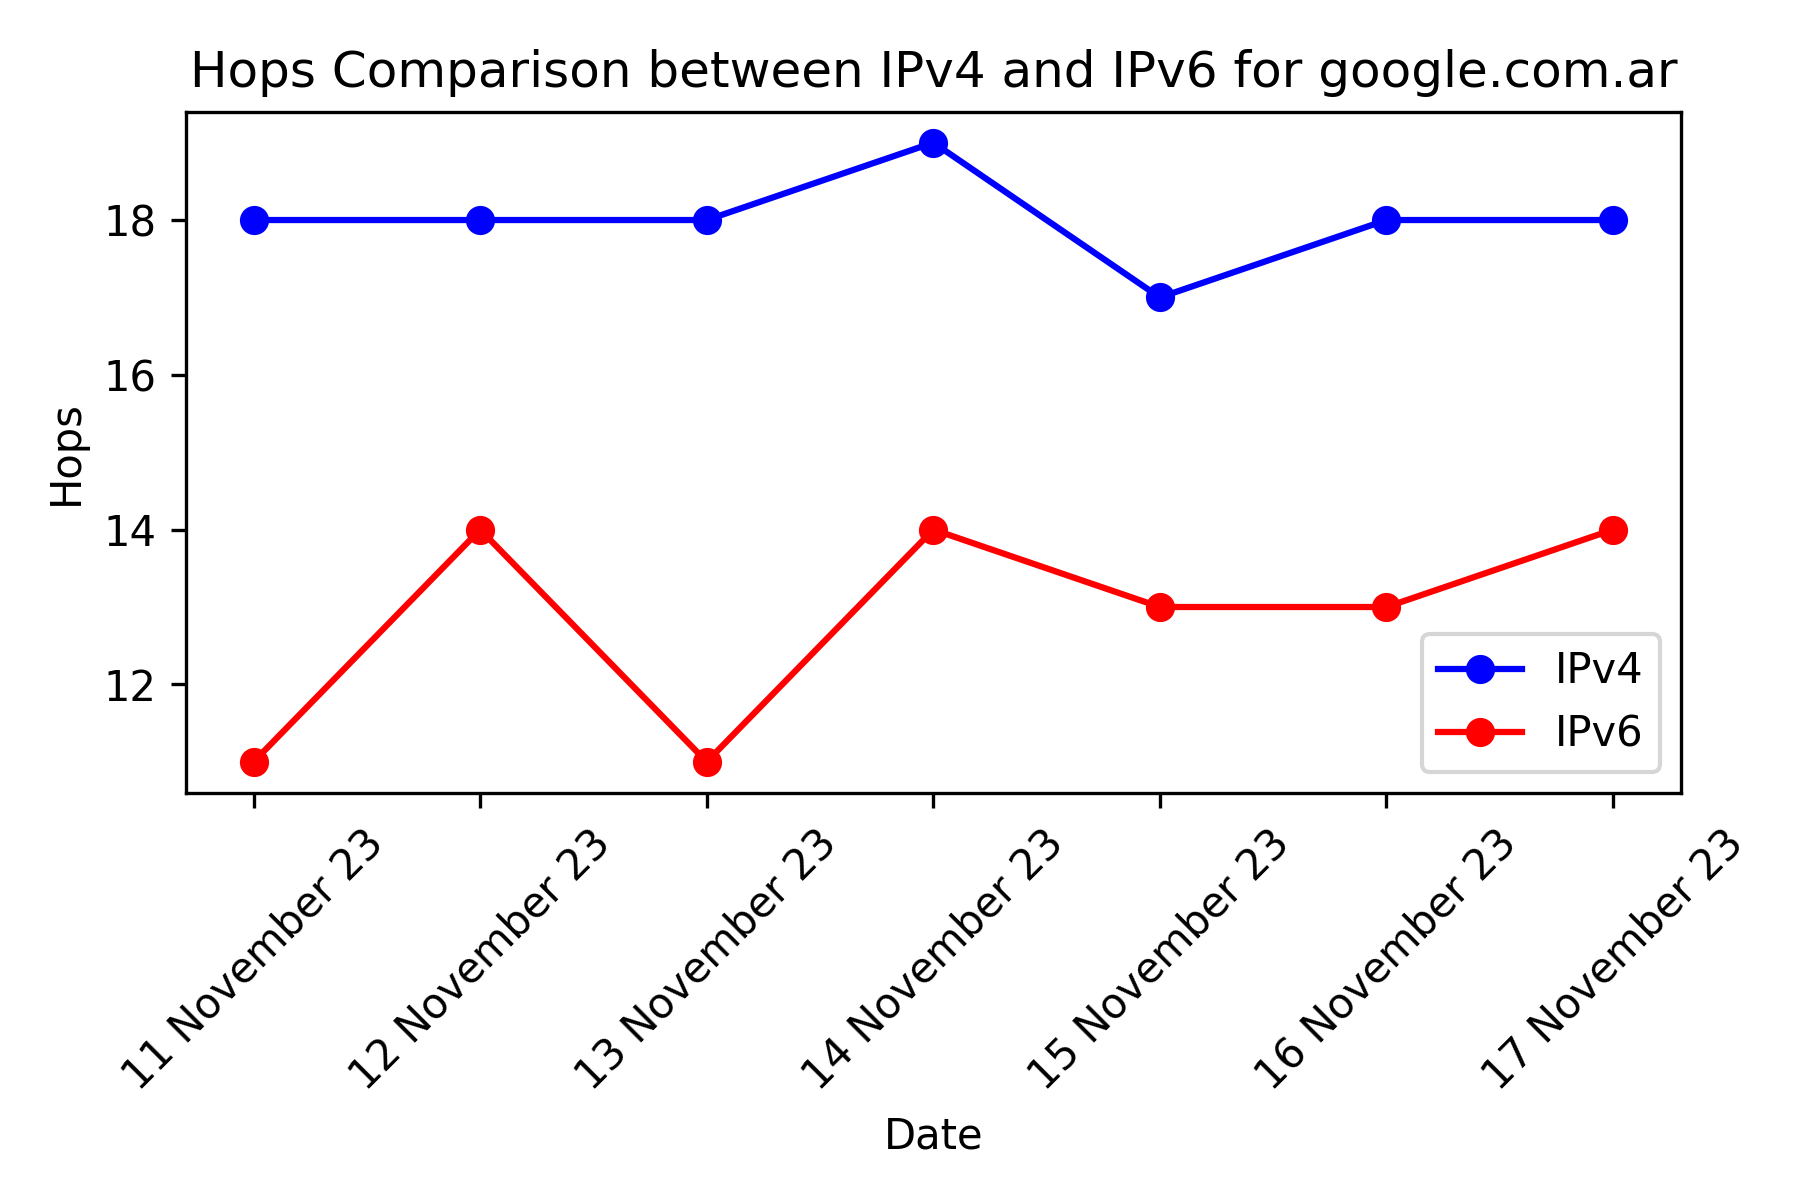 Hops Comparison between IPv4 and IPv6 for google.com.ar
Hops
18
16
14
12
IPv4
IPv6
11 November 23
12 November 23
13 November 23
14 November 23
15 November 23
16 November 23
17 November 23
Date